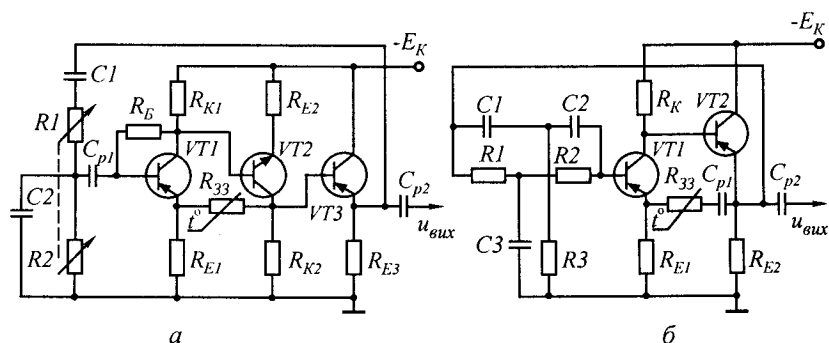 -E_K
C1
R_Б
R_K1
R_E2
R1
VT1
VT2
C_p1
R_33
C_p2
C2
t°
VT3
u_вих
R2
R_E1
R_K2
R_E3
а
-E_K
C1
C2
R_K
VT2
R1
R2
VT1
R_33
C_p1
C_p2
t°
u_вих
C3
R3
R_E1
R_E2
б